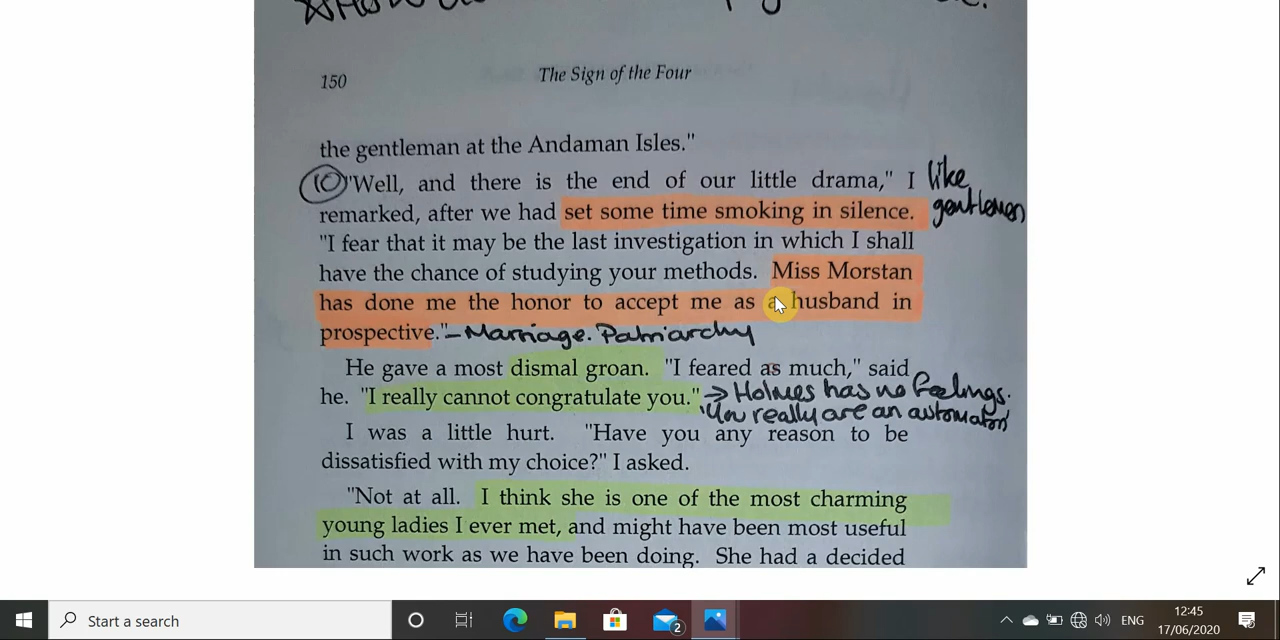 150
The Sign of the Four
the gentleman at the Andaman Isles."
10 "Well, and there is the end of our little drama," I like
remarked, after we had set some time smoking in silence. gentlemen
"I fear that it may be the last investigation in which I shall
have the chance of studying your methods. Miss Morstan
has done me the honor to accept me as a husband in
prospective." – Marriage. Patriarchy
He gave a most dismal groan. "I feared as much," said
he. "I really cannot congratulate you." → Holmes has no feelings.
'You really are an automaton'
I was a little hurt. "Have you any reason to be
dissatisfied with my choice?" I asked.
"Not at all. I think she is one of the most charming
young ladies I ever met, and might have been most useful
in such work as we have been doing. She had a decided
Start a search
2
ENG
12:45
17/06/2020